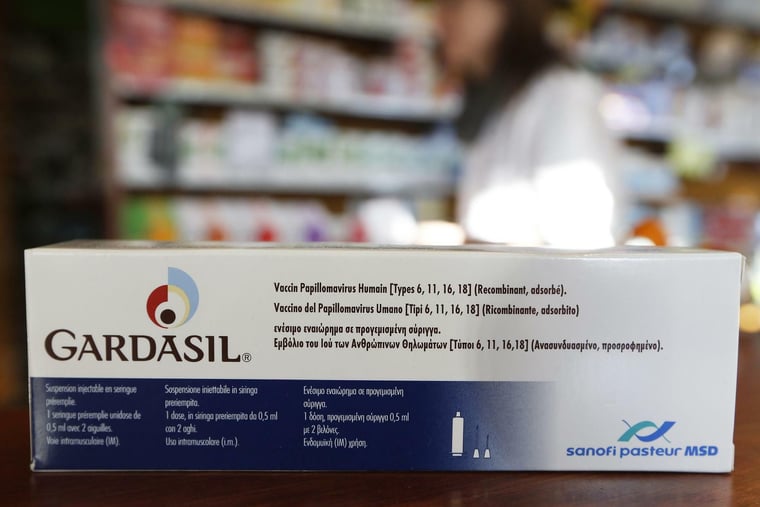 GARDASIL®
Vaccin Papillomavirus Humain [Types 6, 11, 16, 18] (Recombinant, adsorbé).
Vaccino del Papillomavirus Umano [Tipi 6, 11, 16, 18] (Ricombinante, adsorbito)
ενέσιμο εναιώρημα σε προγεμισμένη σύριγγα.
Εμβόλιο του Ιού των Ανθρώπινων Θηλωμάτων [Τύποι 6, 11, 16,18] (Ανασυνδυασμένο, προσροφημένο).
Suspension injectable en seringue
préremplie.
1 seringue préremplie unidose de
0,5 ml avec 2 aiguilles.
Voie intramusculaire (IM).
Sospensione iniettabile in siringa
preriempita.
1 dose, in siringa preriempita da 0,5 ml
con 2 aghi.
Uso intramuscolare (i.m.).
Ενέσιμο εναιώρημα σε προγεμισμένη
σύριγγα.
1 δόση, προγεμισμένη σύριγγα 0,5 ml
με 2 βελόνες.
Ενδομυϊκή (IM) χρήση.
sanofi pasteur MSD